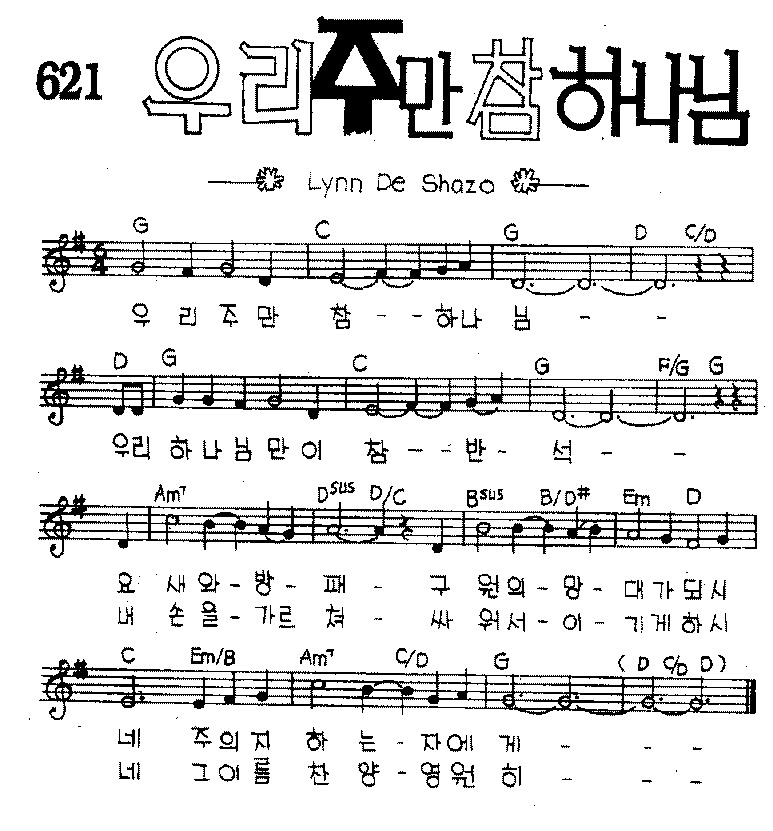 621 우리주만참하나님
Lynn De Shazo
G C G D C/D
6/4
우 리 주 만 참 - - 하나 님 - -
D G C G F/G G
우리 하 나 님 만 이 참 - - 반 - 석 - -
Am7 Dsus D/C Bsus B/D# Em D
요 새 와 - 방 - 패 - 구 원의 - 망 - 대가되시
내 손 을 - 가르 쳐 - 싸 워서 - 이 - 기게하시
C Em/B Am7 C/D G ( D C/D D )
네 주의지 하 는 - 자에 게 - - -
네 그이름 찬 양 - 영원 히 - - -